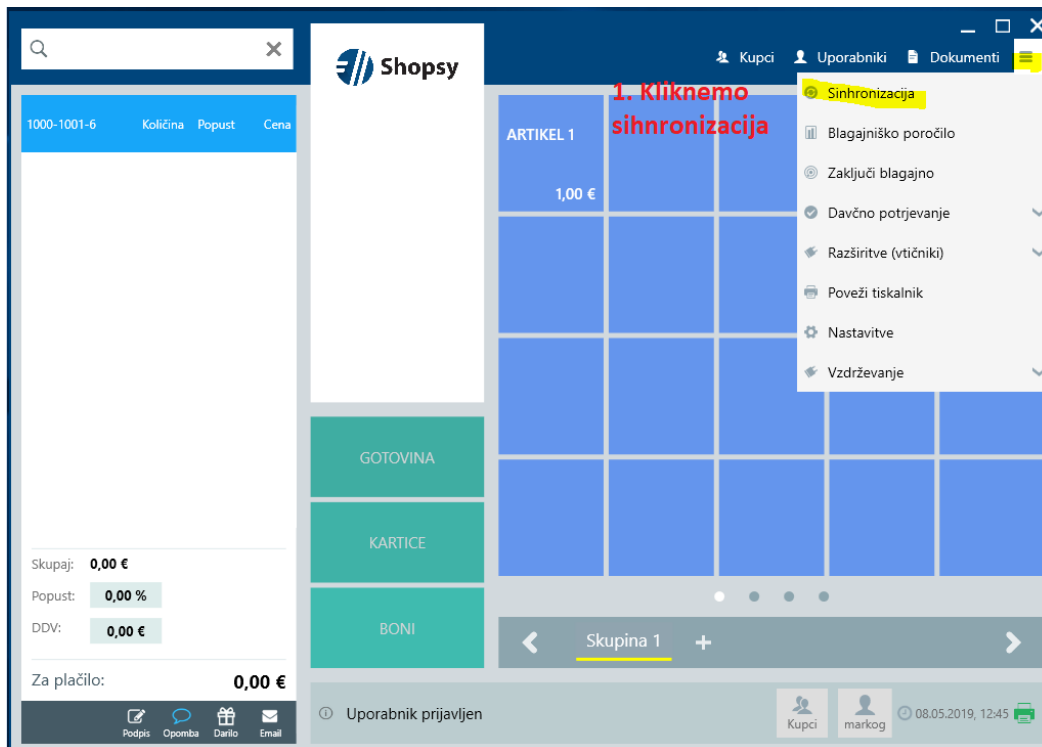 Shopsy
Kupci
Uporabniki
Dokumenti
1. Kliknemo
sihnronizacija
Sinhronizacija
Blagajniško poročilo
Zaključi blagajno
Davčno potrjevanje
Razširitve (vtičniki)
Poveži tiskalnik
Nastavitve
Vzdrževanje
1000-1001-6 Količina Popust Cena
ARTIKEL 1
1,00 €
GOTOVINA
KARTICE
BONI
Skupaj: 0,00 €
Popust: 0,00 %
DDV: 0,00 €
Za plačilo: 0,00 €
Podpis Opomba Darilo Email
Skupina 1 +
Uporabnik prijavljen
Kupci
markog
08.05.2019, 12:45